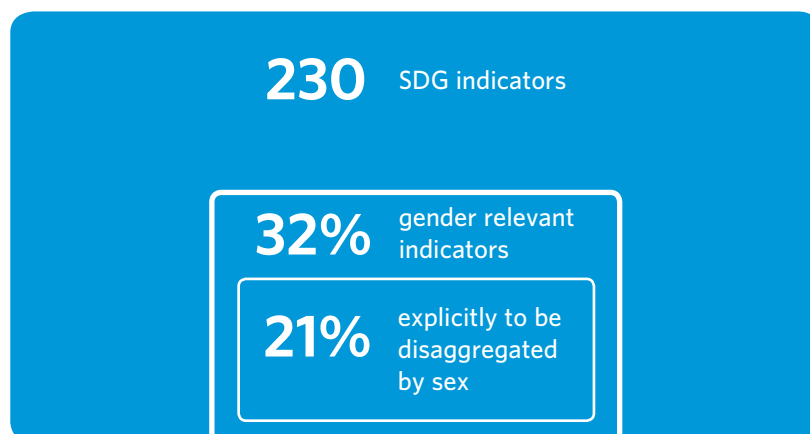 230 SDG indicators
32% gender relevant
indicators
21% explicitly to be
disaggregated
by sex